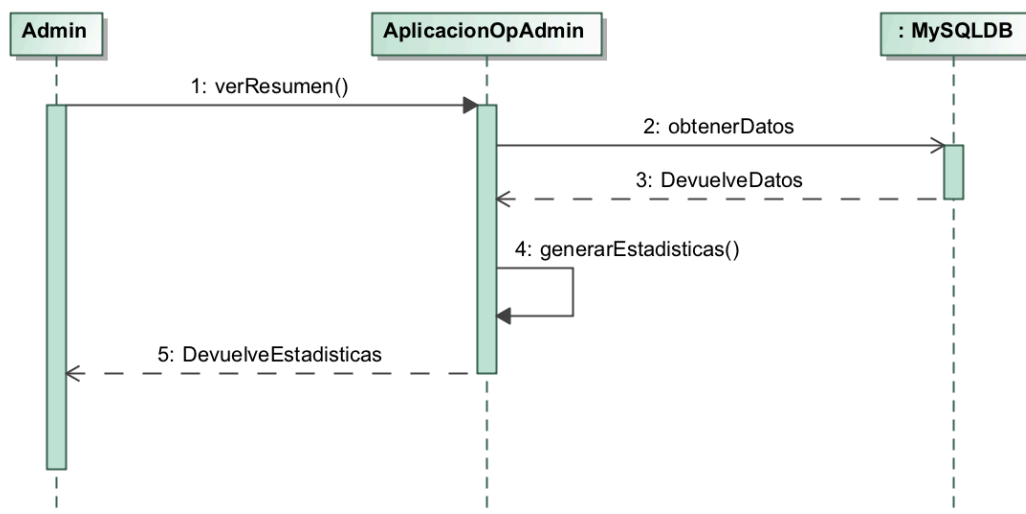 Admin
AplicacionOpAdmin
: MySQLDB
1: verResumen()
2: obtenerDatos
3: DevuelveDatos
4: generarEstadisticas()
5: DevuelveEstadisticas